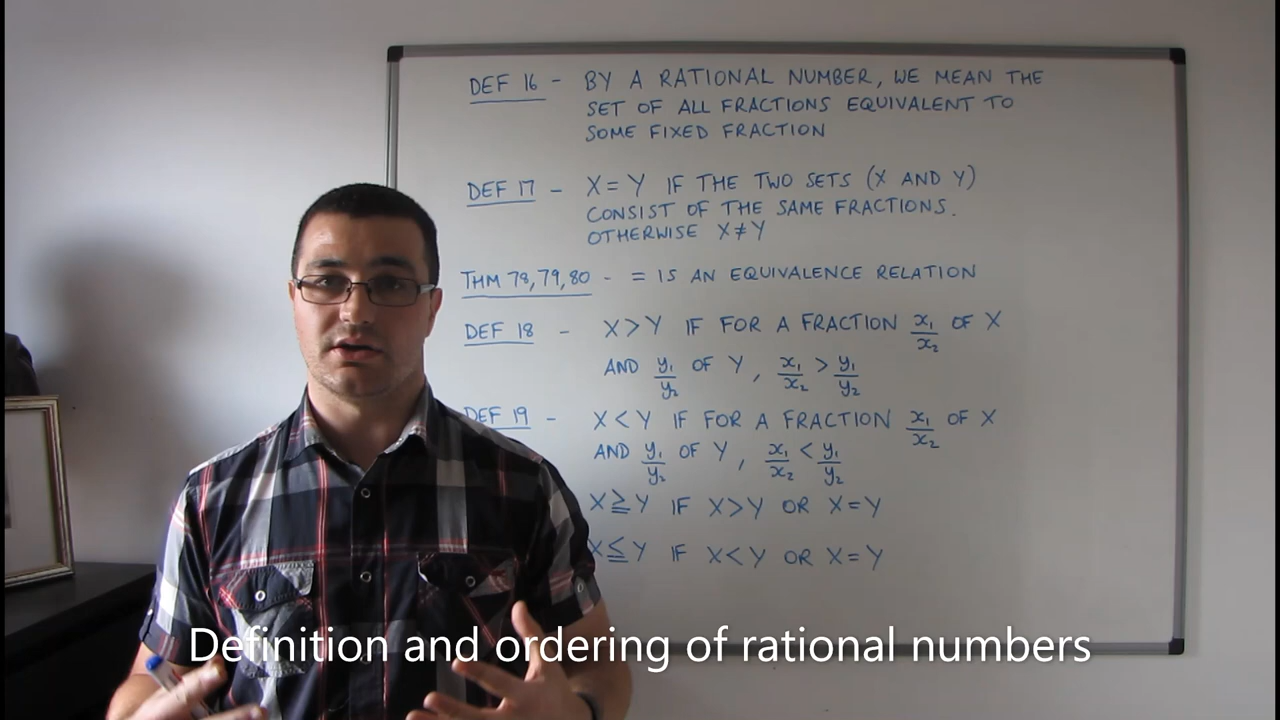 DEF 16 - BY A RATIONAL NUMBER, WE MEAN THE
SET OF ALL FRACTIONS EQUIVALENT TO
SOME FIXED FRACTION
DEF 17 - X = Y IF THE TWO SETS (X AND Y)
CONSIST OF THE SAME FRACTIONS.
OTHERWISE X ≠ Y
THM 78,79,80 - = IS AN EQUIVALENCE RELATION
DEF 18 - X > Y IF FOR A FRACTION x₁/x₂ OF X
AND y₁/y₂ OF Y, x₁/x₂ > y₁/y₂
DEF 19 - X < Y IF FOR A FRACTION x₁/x₂ OF X
AND y₁/y₂ OF Y, x₁/x₂ < y₁/y₂
X ≧ Y IF X > Y OR X = Y
X ≦ Y IF X < Y OR X = Y
Definition and ordering of rational numbers